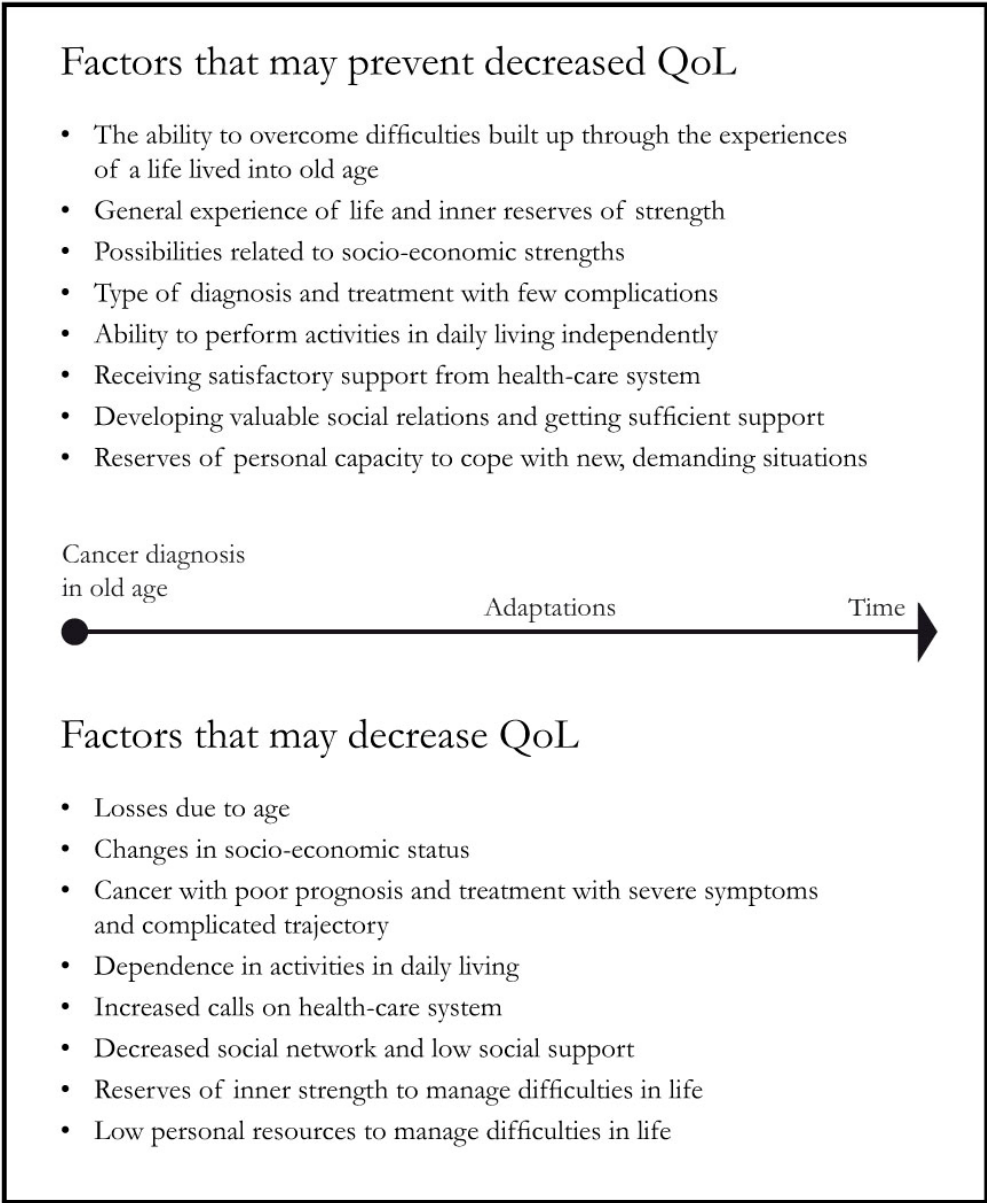 Factors that may prevent decreased QoL
• The ability to overcome difficulties built up through the experiences
of a life lived into old age
• General experience of life and inner reserves of strength
• Possibilities related to socio-economic strengths
• Type of diagnosis and treatment with few complications
• Ability to perform activities in daily living independently
• Receiving satisfactory support from health-care system
• Developing valuable social relations and getting sufficient support
• Reserves of personal capacity to cope with new, demanding situations
Cancer diagnosis
in old age
Adaptations
Time
Factors that may decrease QoL
• Losses due to age
• Changes in socio-economic status
• Cancer with poor prognosis and treatment with severe symptoms
and complicated trajectory
• Dependence in activities in daily living
• Increased calls on health-care system
• Decreased social network and low social support
• Reserves of inner strength to manage difficulties in life
• Low personal resources to manage difficulties in life